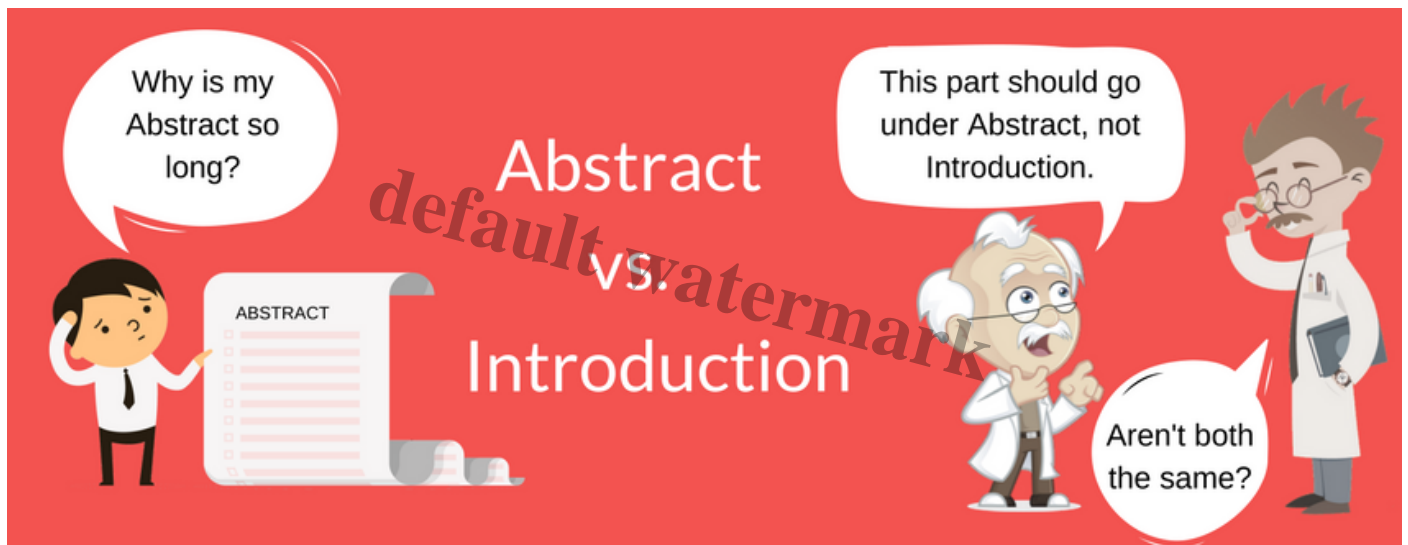 Why is my
Abstract so
long?
ABSTRACT
Abstract
vs.
Introduction
default watermark
This part should go
under Abstract, not
Introduction.
Aren't both
the same?